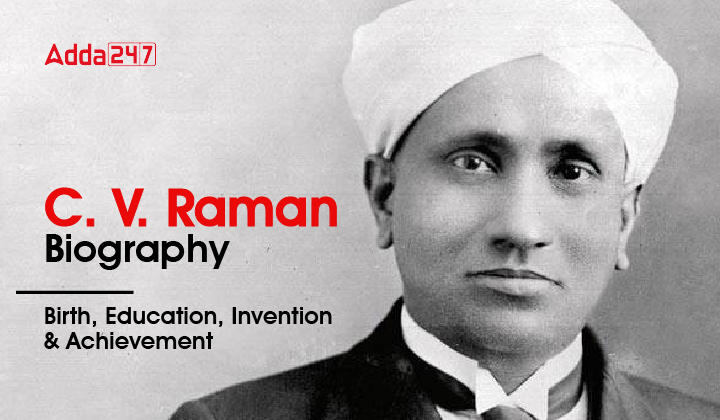 Adda247
C. V. Raman
Biography
Birth, Education, Invention
& Achievement